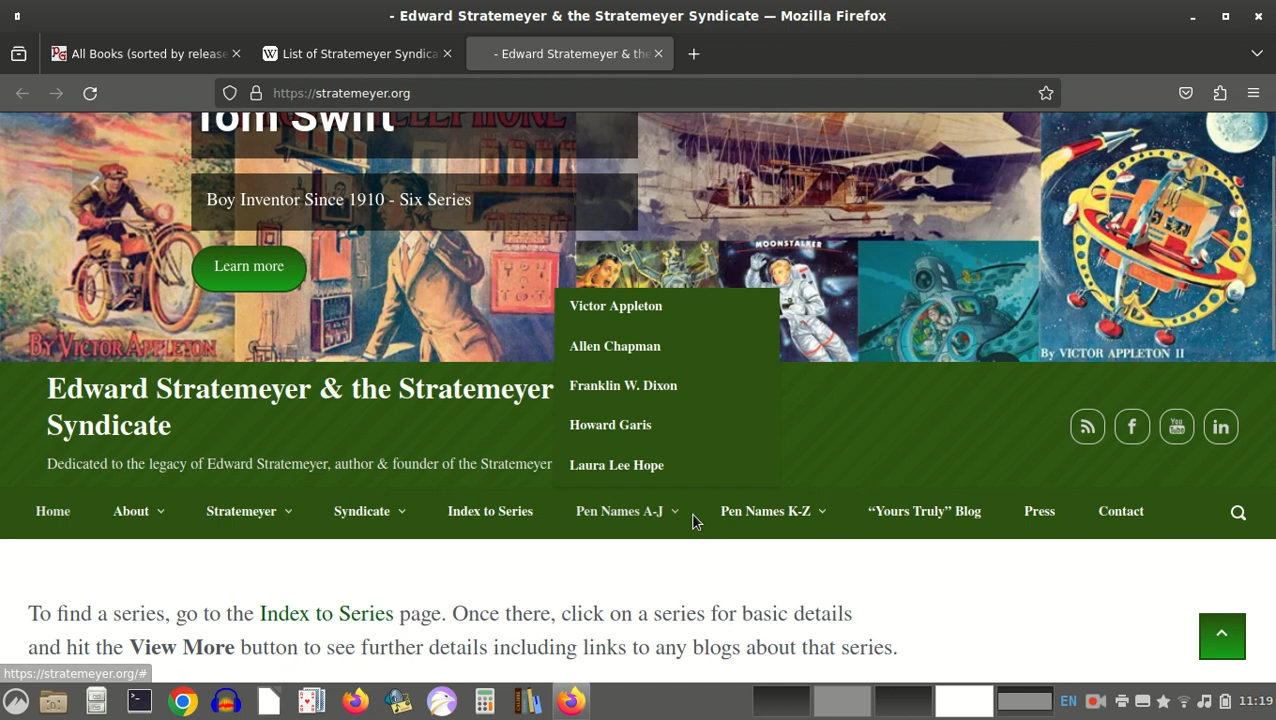 - Edward Stratemeyer & the Stratemeyer Syndicate — Mozilla Firefox
All Books (sorted by release
List of Stratemeyer Syndica
- Edward Stratemeyer & the
https://stratemeyer.org
Tom Swift
Boy Inventor Since 1910 - Six Series
Learn more
BY VICTOR APPLETON
MOONSTALKER
By VICTOR APPLETON II
Victor Appleton
Allen Chapman
Franklin W. Dixon
Howard Garis
Laura Lee Hope
Edward Stratemeyer & the Stratemeyer
Syndicate
Dedicated to the legacy of Edward Stratemeyer, author & founder of the Stratemeyer
You
Tube
in
Home About Stratemeyer Syndicate Index to Series Pen Names A-J Pen Names K-Z “Yours Truly” Blog Press Contact
To find a series, go to the Index to Series page. Once there, click on a series for basic details
and hit the View More button to see further details including links to any blogs about that series.
https://stratemeyer.org/#
EN
11:19